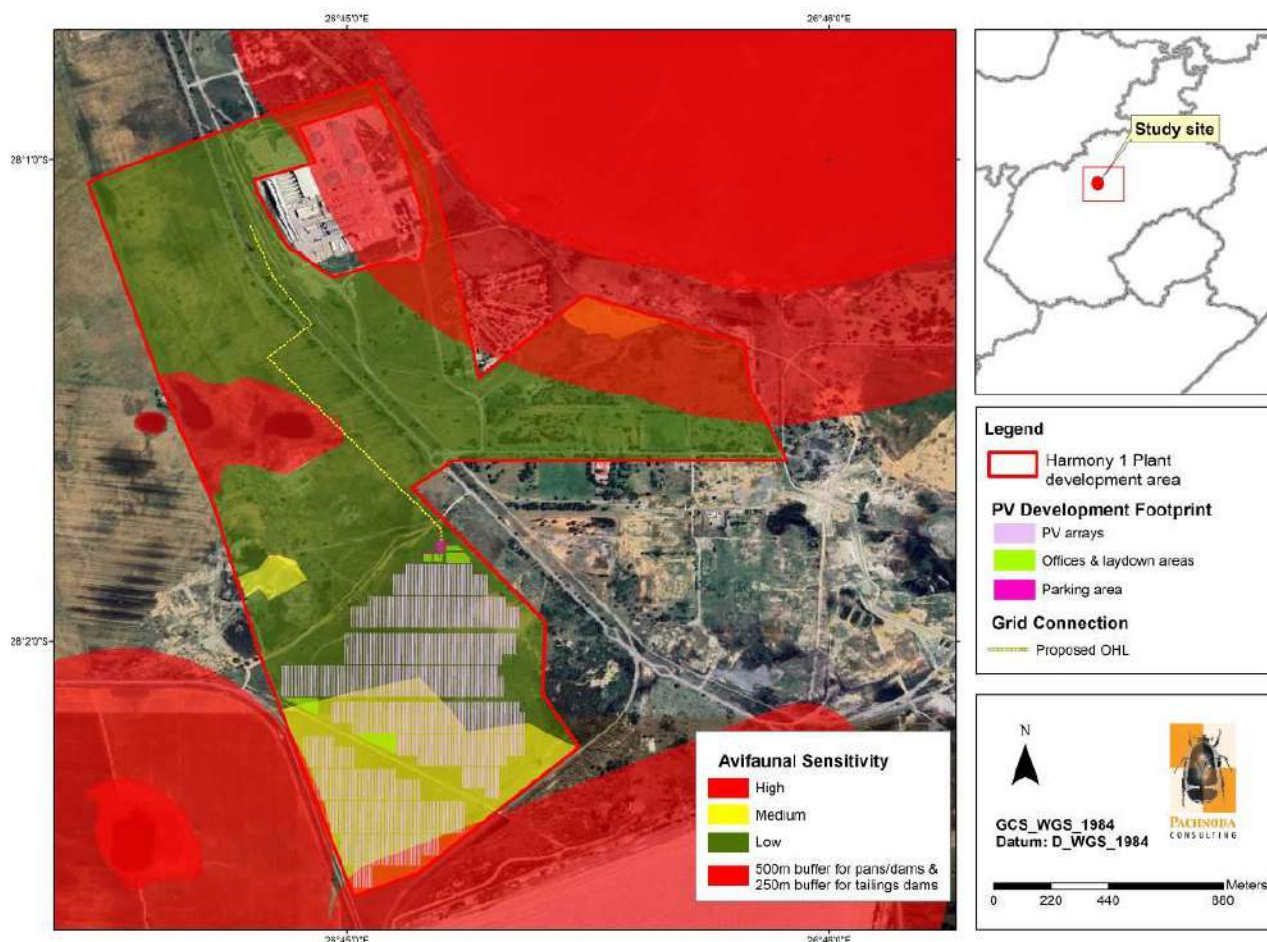 26°45'0"E
26°46'0"E
28°1'0"S
28°2'0"S
26°45'0"E
26°46'0"E
Study site
Legend
Harmony 1 Plant
development area
PV Development Footprint
PV arrays
Offices & laydown areas
Parking area
Grid Connection
Proposed OHL
Avifaunal Sensitivity
High
Medium
Low
500m buffer for pans/dams &
250m buffer for tailings dams
N
PACHNODA
CONSULTING
GCS_WGS_1984
Datum: D_WGS_1984
Meters
0 220 440 880